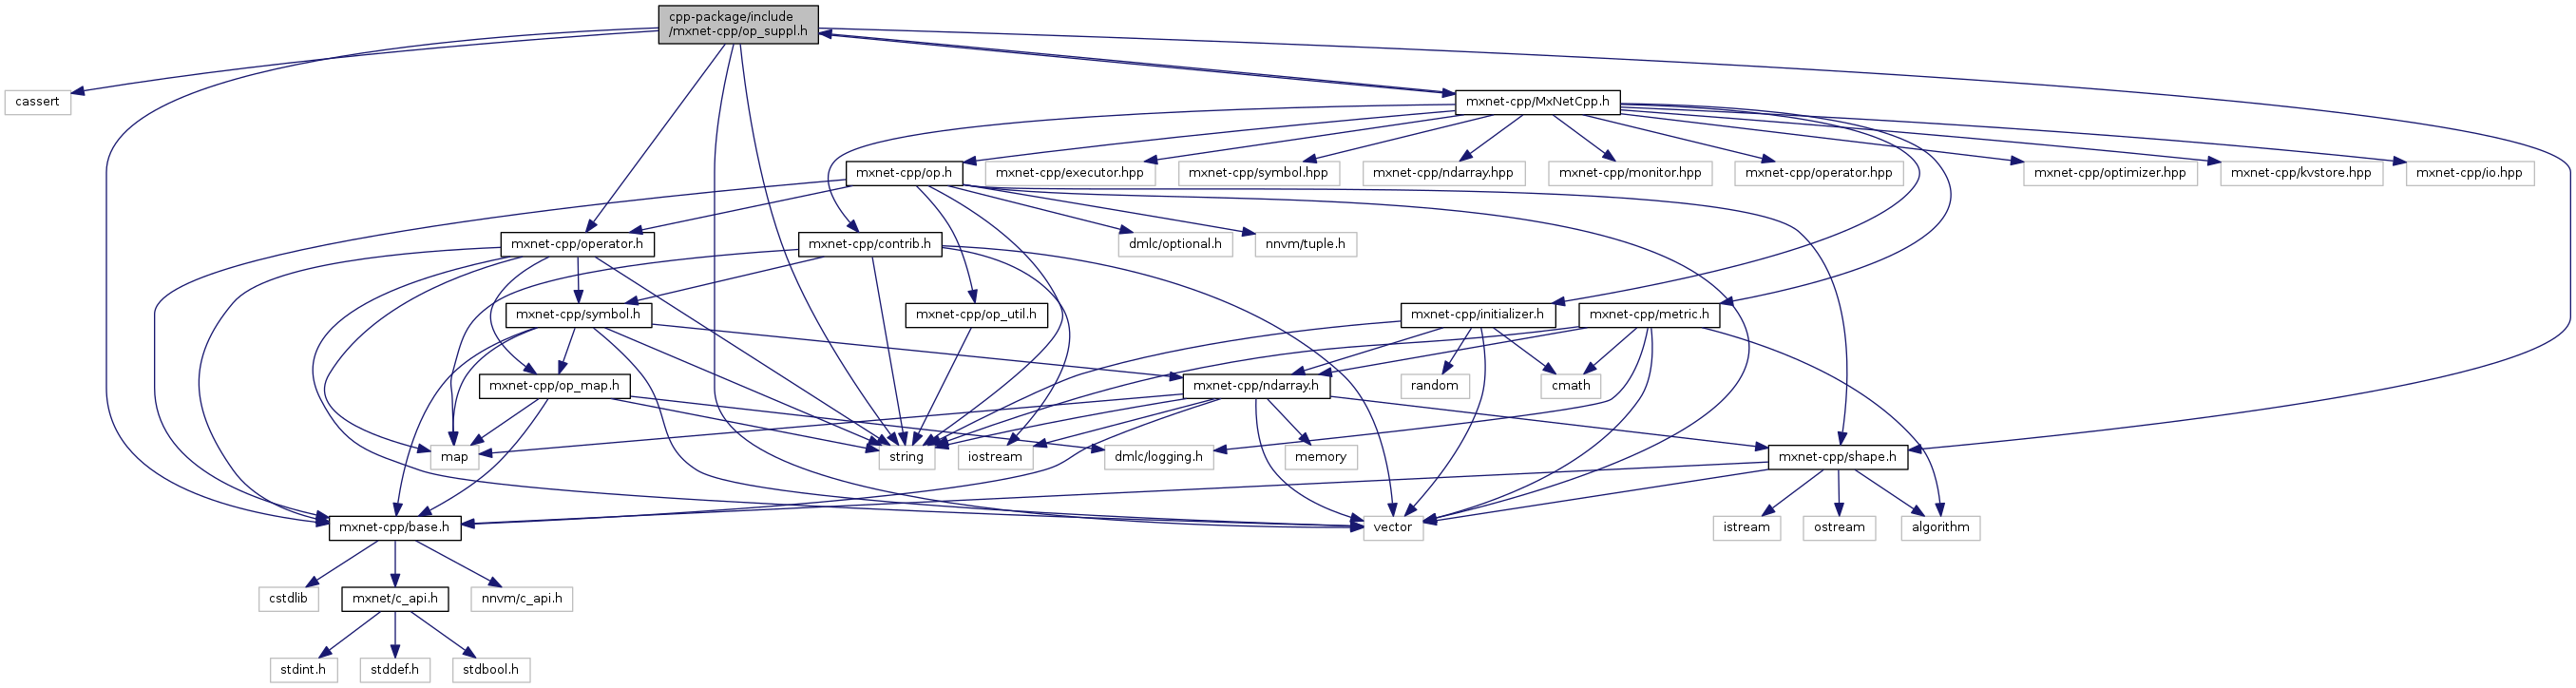 cpp-package/include
/mxnet-cpp/op_suppl.h
cassert
mxnet-cpp/MxNetCpp.h
mxnet-cpp/op.h
mxnet-cpp/executor.hpp
mxnet-cpp/symbol.hpp
mxnet-cpp/ndarray.hpp
mxnet-cpp/monitor.hpp
mxnet-cpp/operator.hpp
mxnet-cpp/optimizer.hpp
mxnet-cpp/kvstore.hpp
mxnet-cpp/io.hpp
mxnet-cpp/operator.h
mxnet-cpp/contrib.h
dmlc/optional.h
nnvm/tuple.h
mxnet-cpp/symbol.h
mxnet-cpp/op_util.h
mxnet-cpp/initializer.h
mxnet-cpp/metric.h
mxnet-cpp/op_map.h
mxnet-cpp/ndarray.h
random
cmath
map
string
iostream
dmlc/logging.h
memory
mxnet-cpp/shape.h
mxnet-cpp/base.h
vector
istream
ostream
algorithm
cstdlib
mxnet/c_api.h
nnvm/c_api.h
stdint.h
stddef.h
stdbool.h